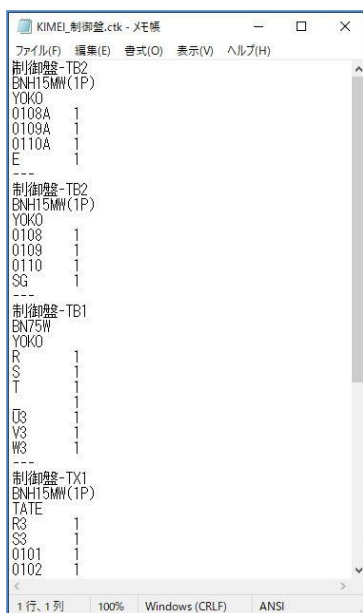 KIMEI_制御盤.ctk - メモ帳
ファイル(F) 編集(E) 書式(O) 表示(V) ヘルプ(H)
制御盤-TB2
BNH15MW(1P)
YOKO
0108A 1
0109A 1
0110A 1
E 1
---
制御盤-TB2
BNH15MW(1P)
YOKO
0108 1
0109 1
0110 1
SG 1
---
制御盤-TB1
BN75W
YOKO
R 1
S 1
T 1
1
U3 1
V3 1
W3 1
---
制御盤-TX1
BNH15MW(1P)
TATE
R3 1
S3 1
0101 1
0102 1
1行、1列 100% Windows (CRLF) ANSI